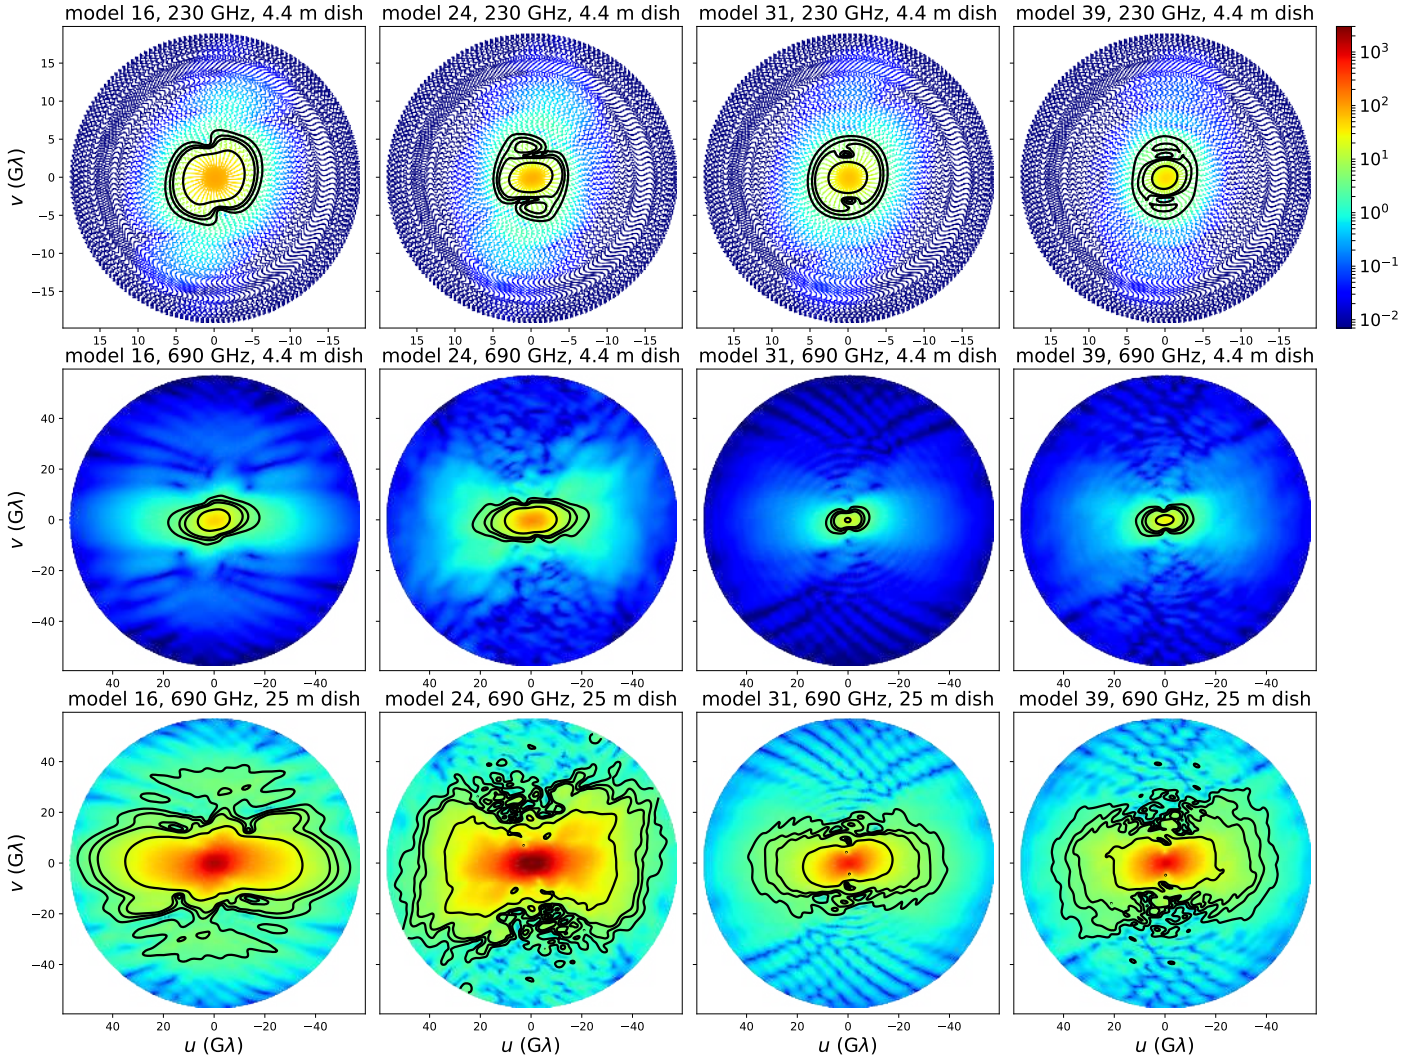 model 16, 230 GHz, 4.4 m dish model 24, 230 GHz, 4.4 m dish model 31, 230 GHz, 4.4 m dish model 39, 230 GHz, 4.4 m dish
15
10
5
0
−5
−10
−15
v (Gλ)
15 10 5 0 −5 −10 −15 15 10 5 0 −5 −10 −15 15 10 5 0 −5 −10 −15 15 10 5 0 −5 −10 −15
10³
10²
10¹
10⁰
10⁻¹
10⁻²
model 16, 690 GHz, 4.4 m dish model 24, 690 GHz, 4.4 m dish model 31, 690 GHz, 4.4 m dish model 39, 690 GHz, 4.4 m dish
40
20
0
−20
−40
v (Gλ)
40 20 0 −20 −40 40 20 0 −20 −40 40 20 0 −20 −40 40 20 0 −20 −40
model 16, 690 GHz, 25 m dish model 24, 690 GHz, 25 m dish model 31, 690 GHz, 25 m dish model 39, 690 GHz, 25 m dish
40
20
0
−20
−40
v (Gλ)
40 20 0 −20 −40 40 20 0 −20 −40 40 20 0 −20 −40 40 20 0 −20 −40
u (Gλ) u (Gλ) u (Gλ) u (Gλ)